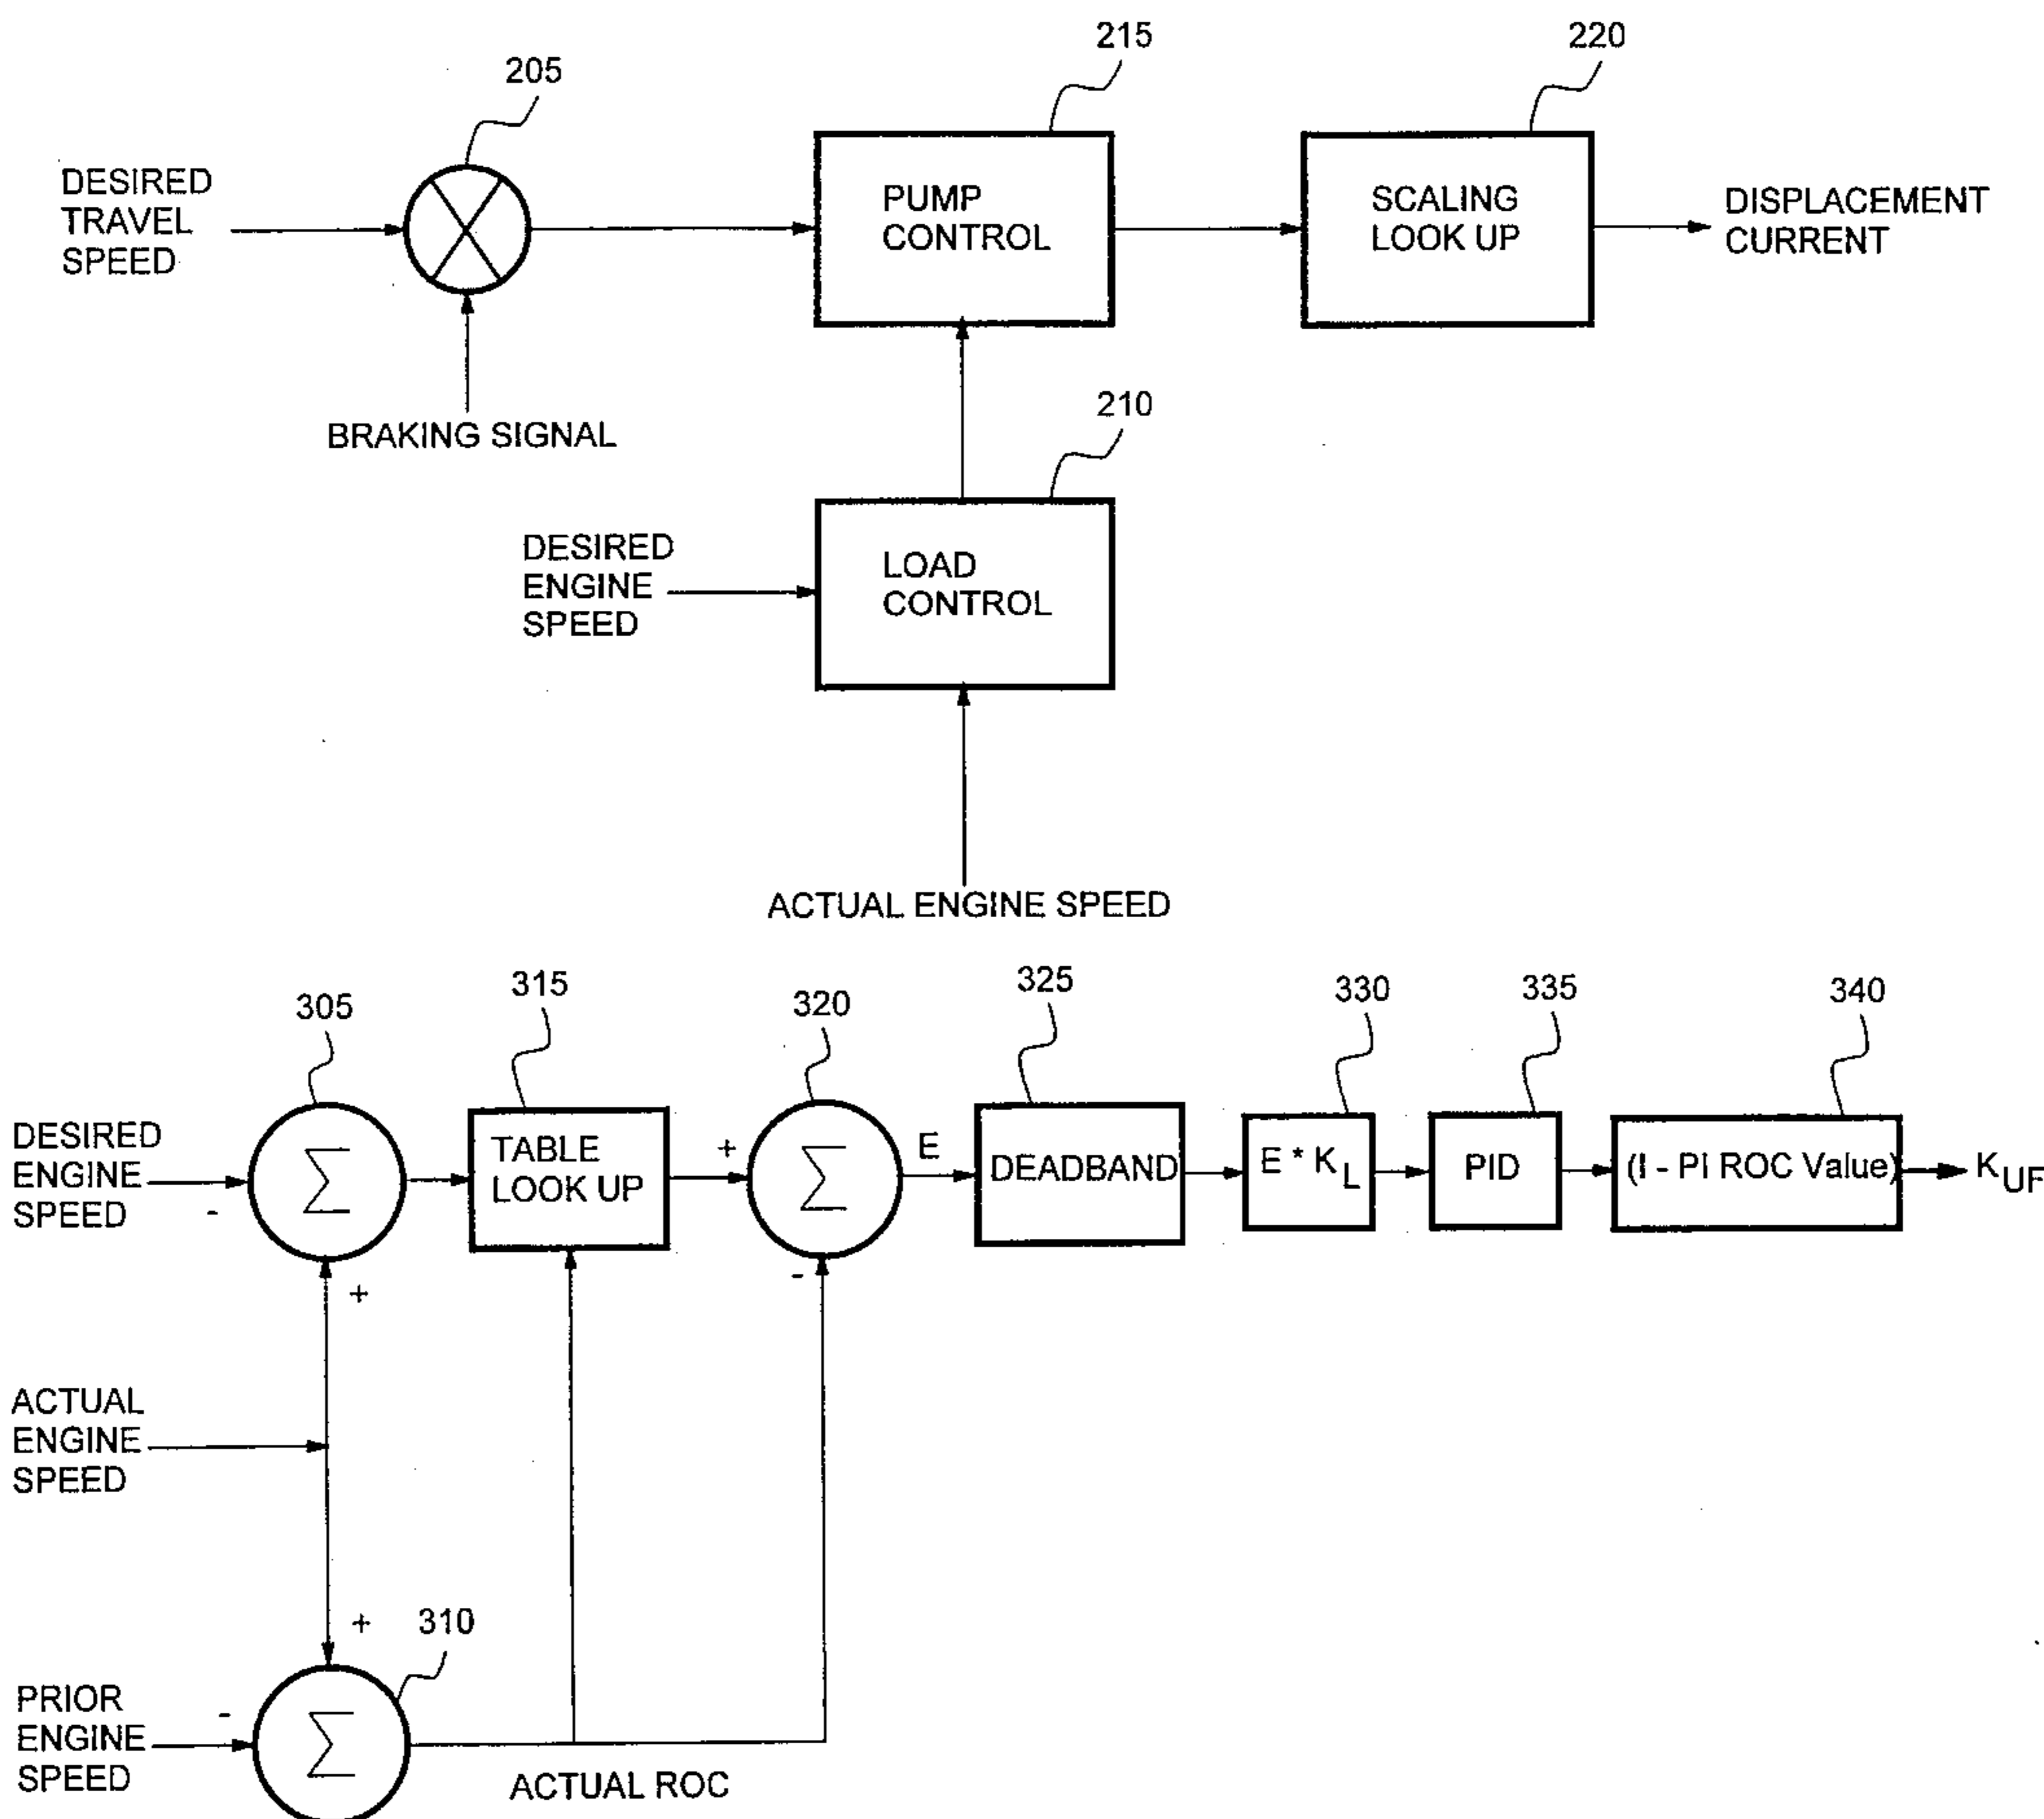 215
220
205
DESIRED
TRAVEL
SPEED
PUMP
CONTROL
SCALING
LOOK UP
DISPLACEMENT
CURRENT
BRAKING SIGNAL
210
DESIRED
ENGINE
SPEED
LOAD
CONTROL
ACTUAL ENGINE SPEED
305
315
320
325
330
335
340
DESIRED
ENGINE
SPEED
-
Σ
TABLE
LOOK UP
+
Σ
E
DEADBAND
E * K_L
PID
(I - PI ROC Value)
K_UF
+
-
ACTUAL
ENGINE
SPEED
+
310
PRIOR
ENGINE
SPEED
-
Σ
ACTUAL ROC